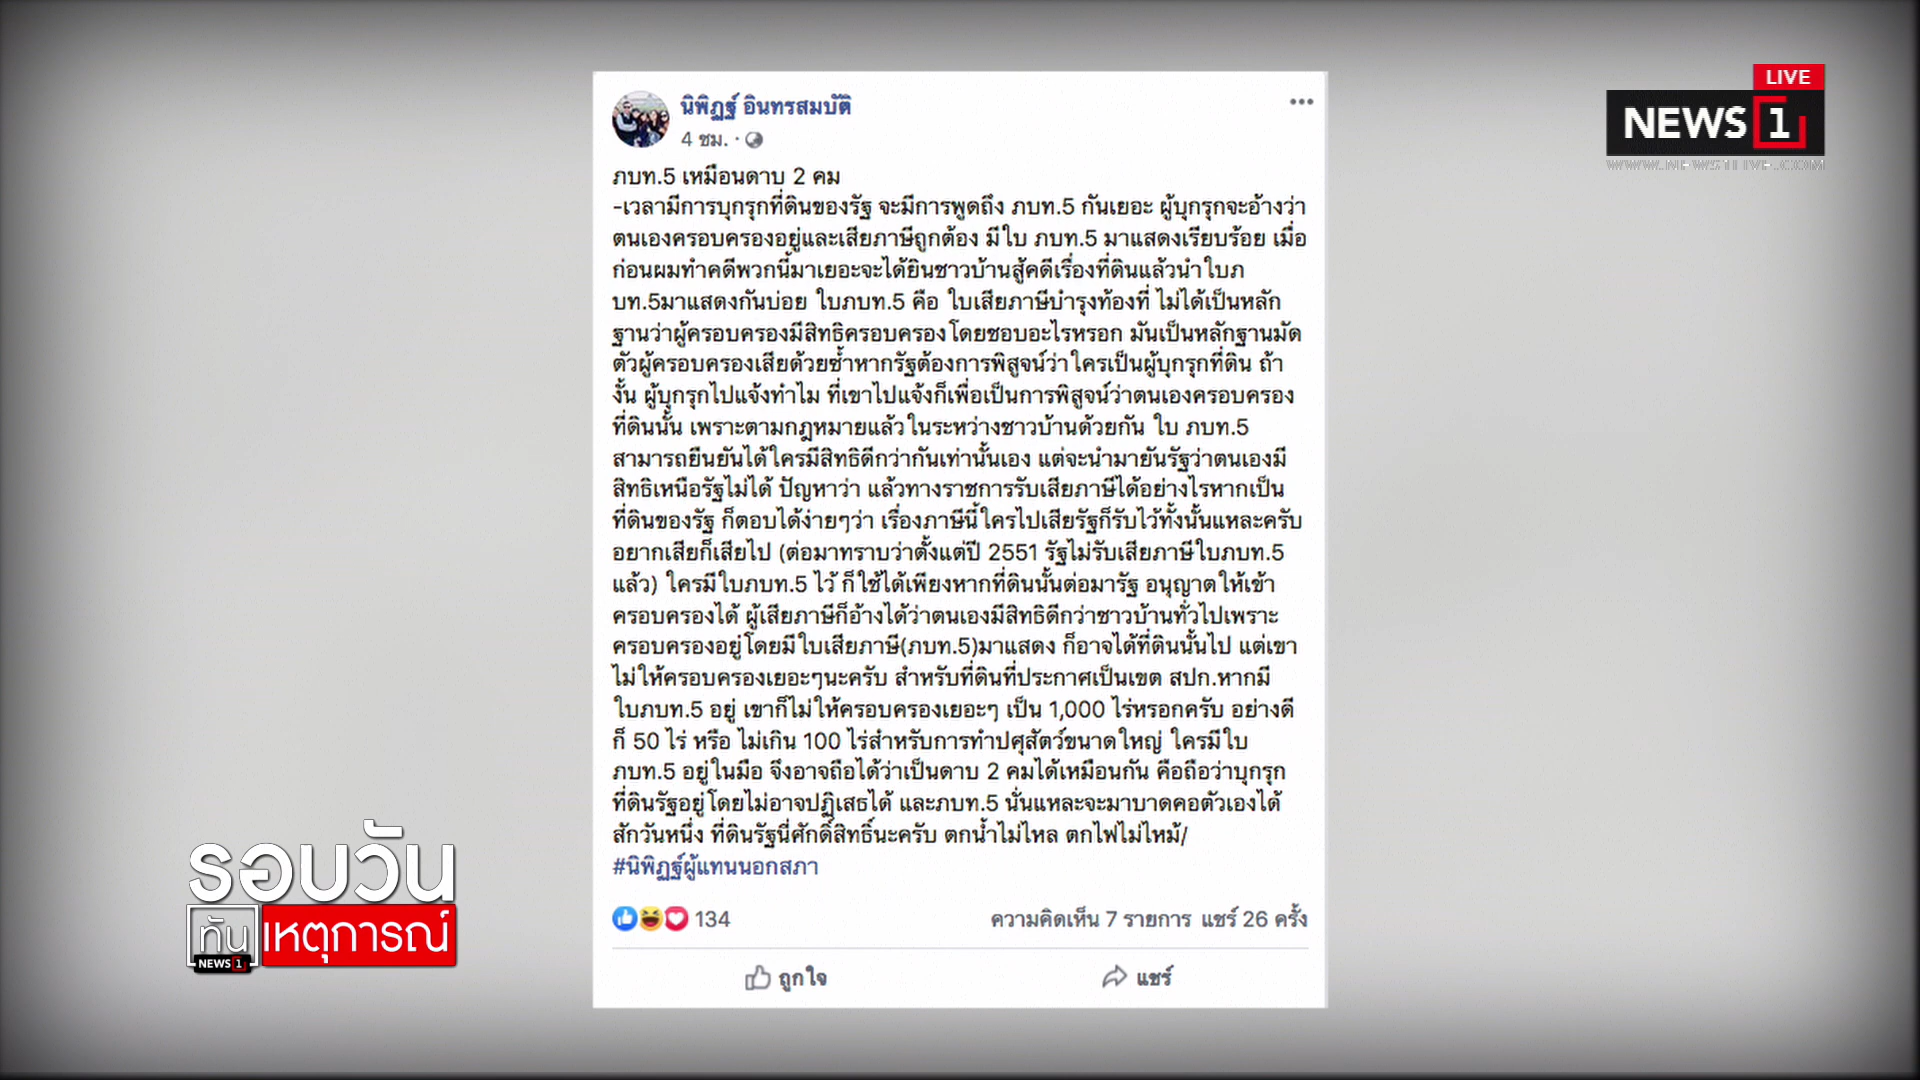 LIVE
NEWS 1
WWW.NEWS1LIVE.COM
นิพิฏฐ์ อินทรสมบัติ
4 ชม. ·
ภบท.5 เหมือนดาบ 2 คม
-เวลามีการบุกรุกที่ดินของรัฐ จะมีการพูดถึง ภบท.5 กันเยอะ ผู้บุกรุกจะอ้างว่า
ตนเองครอบครองอยู่และเสียภาษีถูกต้อง มีใบ ภบท.5 มาแสดงเรียบร้อย เมื่อ
ก่อนผมทำคดีพวกนี้มาเยอะจะได้ยินชาวบ้านสู้คดีเรื่องที่ดินแล้วนำใบภ
บท.5มาแสดงกันบ่อย ใบภบท.5 คือ ใบเสียภาษีบำรุงท้องที่ ไม่ได้เป็นหลัก
ฐานว่าผู้ครอบครองมีสิทธิครอบครองโดยชอบอะไรหรอก มันเป็นหลักฐานมัด
ตัวผู้ครอบครองเสียด้วยซ้ำหากรัฐต้องการพิสูจน์ว่าใครเป็นผู้บุกรุกที่ดิน ถ้า
งั้น ผู้บุกรุกไปแจ้งทำไม ที่เขาไปแจ้งก็เพื่อเป็นการพิสูจน์ว่าตนเองครอบครอง
ที่ดินนั้น เพราะตามกฎหมายแล้วในระหว่างชาวบ้านด้วยกัน ใบ ภบท.5
สามารถยืนยันได้ใครมีสิทธิดีกว่ากันเท่านั้นเอง แต่จะนำมายันรัฐว่าตนเองมี
สิทธิเหนือรัฐไม่ได้ ปัญหาว่า แล้วทางราชการรับเสียภาษีได้อย่างไรหากเป็น
ที่ดินของรัฐ ก็ตอบได้ง่ายๆว่า เรื่องภาษีนี้ใครไปเสียรัฐก็รับไว้ทั้งนั้นแหละครับ
อยากเสียก็เสียไป (ต่อมาทราบว่าตั้งแต่ปี 2551 รัฐไม่รับเสียภาษีใบภบท.5
แล้ว) ใครมีใบภบท.5 ไว้ ก็ใช้ได้เพียงหากที่ดินนั้นต่อมารัฐ อนุญาตให้เข้า
ครอบครองได้ ผู้เสียภาษีก็อ้างได้ว่าตนเองมีสิทธิดีกว่าชาวบ้านทั่วไปเพราะ
ครอบครองอยู่โดยมีใบเสียภาษี(ภบท.5)มาแสดง ก็อาจได้ที่ดินนั้นไป แต่เขา
ไม่ให้ครอบครองเยอะๆนะครับ สำหรับที่ดินที่ประกาศเป็นเขต สปก.หากมี
ใบภบท.5 อยู่ เขาก็ไม่ให้ครอบครองเยอะๆ เป็น 1,000 ไร่หรอกครับ อย่างดี
ก็ 50 ไร่ หรือ ไม่เกิน 100 ไร่สำหรับการทำปศุสัตว์ขนาดใหญ่ ใครมีใบ
ภบท.5 อยู่ในมือ จึงอาจถือได้ว่าเป็นดาบ 2 คมได้เหมือนกัน คือถือว่าบุกรุก
ที่ดินรัฐอยู่โดยไม่อาจปฏิเสธได้ และภบท.5 นั่นแหละจะมาบาดคอตัวเองได้
สักวันหนึ่ง ที่ดินรัฐนี่ศักดิ์สิทธิ์นะครับ ตกน้ำไม่ไหล ตกไฟไม่ไหม้/
#นิพิฏฐ์ผู้แทนนอกสภา
134
ความคิดเห็น 7 รายการ แชร์ 26 ครั้ง
ถูกใจ
แชร์
รอบวัน
ทันเหตุการณ์
NEWS 1